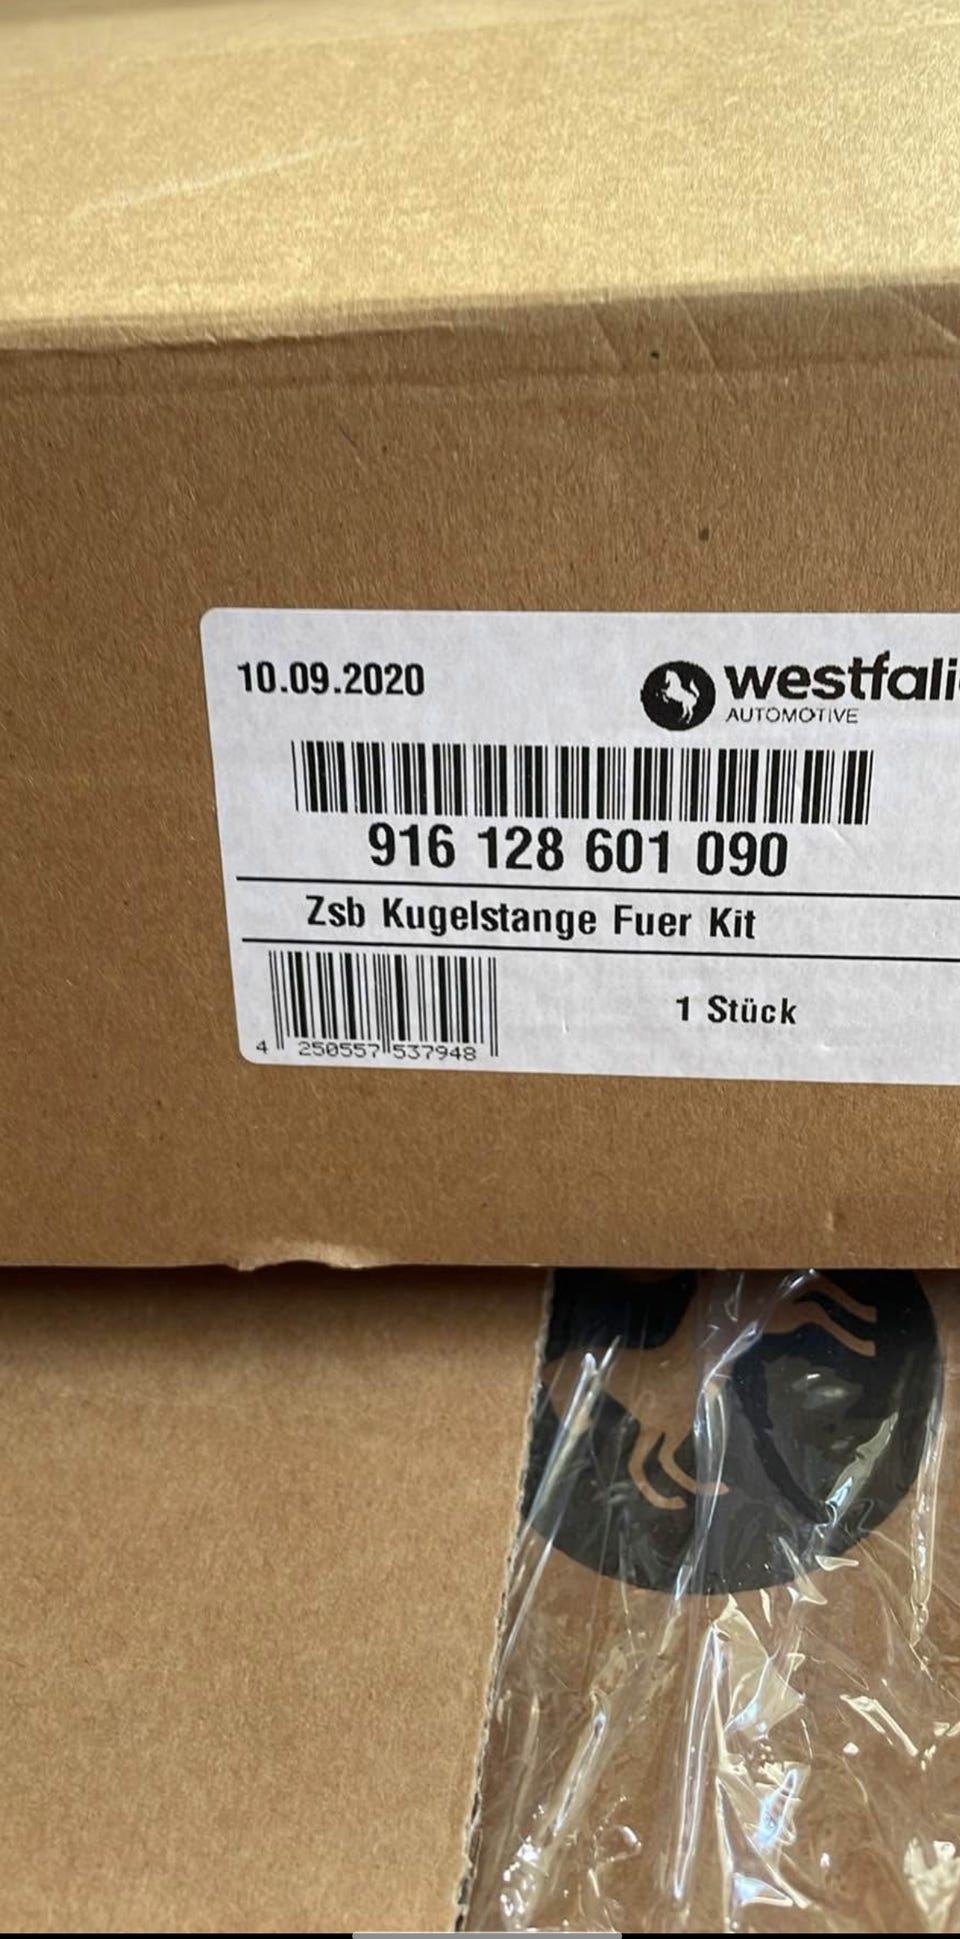 10.09.2020
westfali
AUTOMOTIVE
916 128 601 090
Zsb Kugelstange Fuer Kit
1 Stück
4 250557 537948